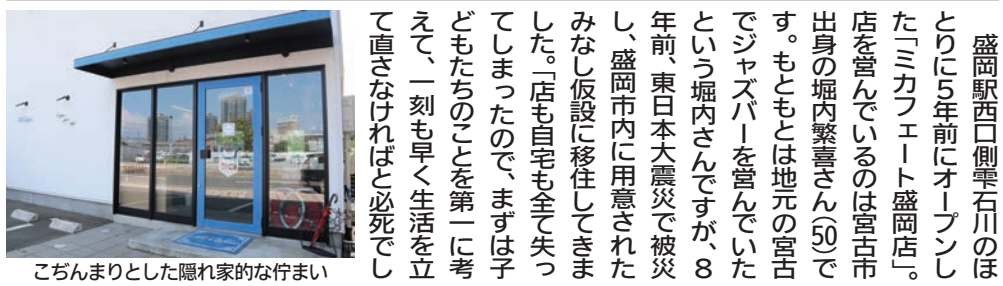 盛岡駅西口側雫石川のほ
とりに5年前にオープンし
た「ミカフェート盛岡店」。
店を営んでいるのは宮古市
出身の堀内繁喜さん(50)で
す。もともとは地元の宮古
でジャズバーを営んでいた
という堀内さんですが、8
年前、東日本大震災で被災
し、盛岡市内に用意された
みなし仮設に移住してきま
した。「店も自宅も全て失っ
てしまったので、まずは子
どもたちのことを第一に考
えて、一刻も早く生活を立
て直さなければと必死でし
こぢんまりとした隠れ家的な佇まい